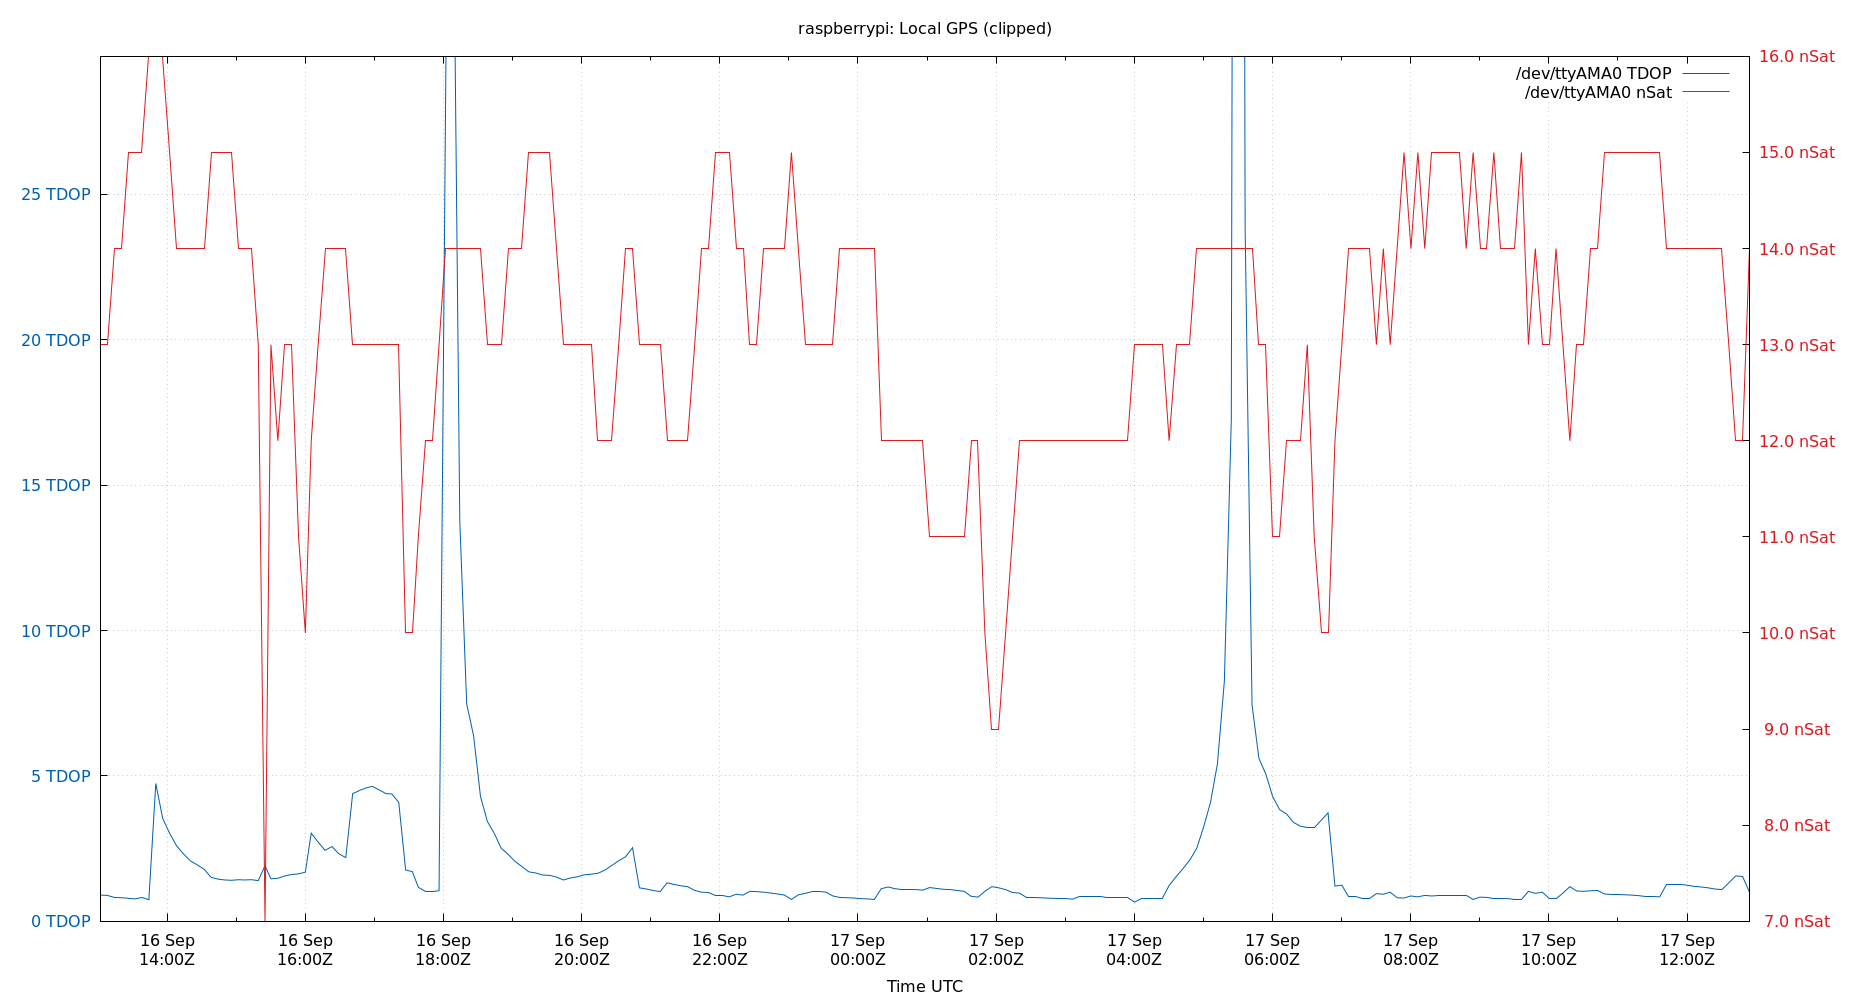 raspberrypi: Local GPS (clipped)
/dev/ttyAMA0 TDOP
/dev/ttyAMA0 nSat
25 TDOP
20 TDOP
15 TDOP
10 TDOP
5 TDOP
0 TDOP
16.0 nSat
15.0 nSat
14.0 nSat
13.0 nSat
12.0 nSat
11.0 nSat
10.0 nSat
9.0 nSat
8.0 nSat
7.0 nSat
16 Sep 16 Sep 16 Sep 16 Sep 16 Sep 17 Sep 17 Sep 17 Sep 17 Sep 17 Sep 17 Sep 17 Sep
14:00Z 16:00Z 18:00Z 20:00Z 22:00Z 00:00Z 02:00Z 04:00Z 06:00Z 08:00Z 10:00Z 12:00Z
Time UTC